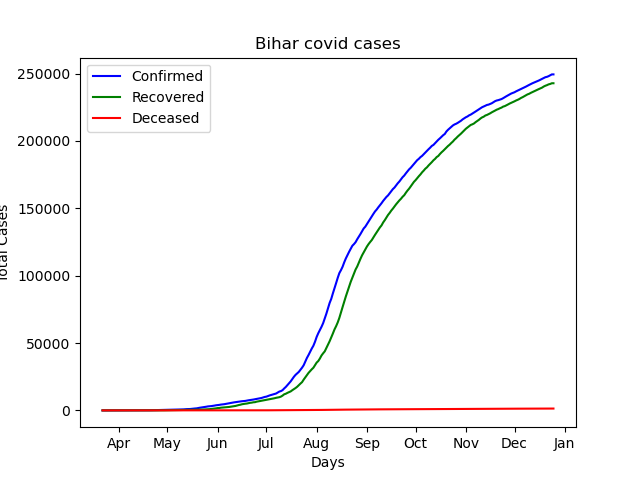 Bihar covid cases
Confirmed
Recovered
Deceased
250000
200000
150000
100000
50000
0
Total Cases
Apr May Jun Jul Aug Sep Oct Nov Dec Jan
Days